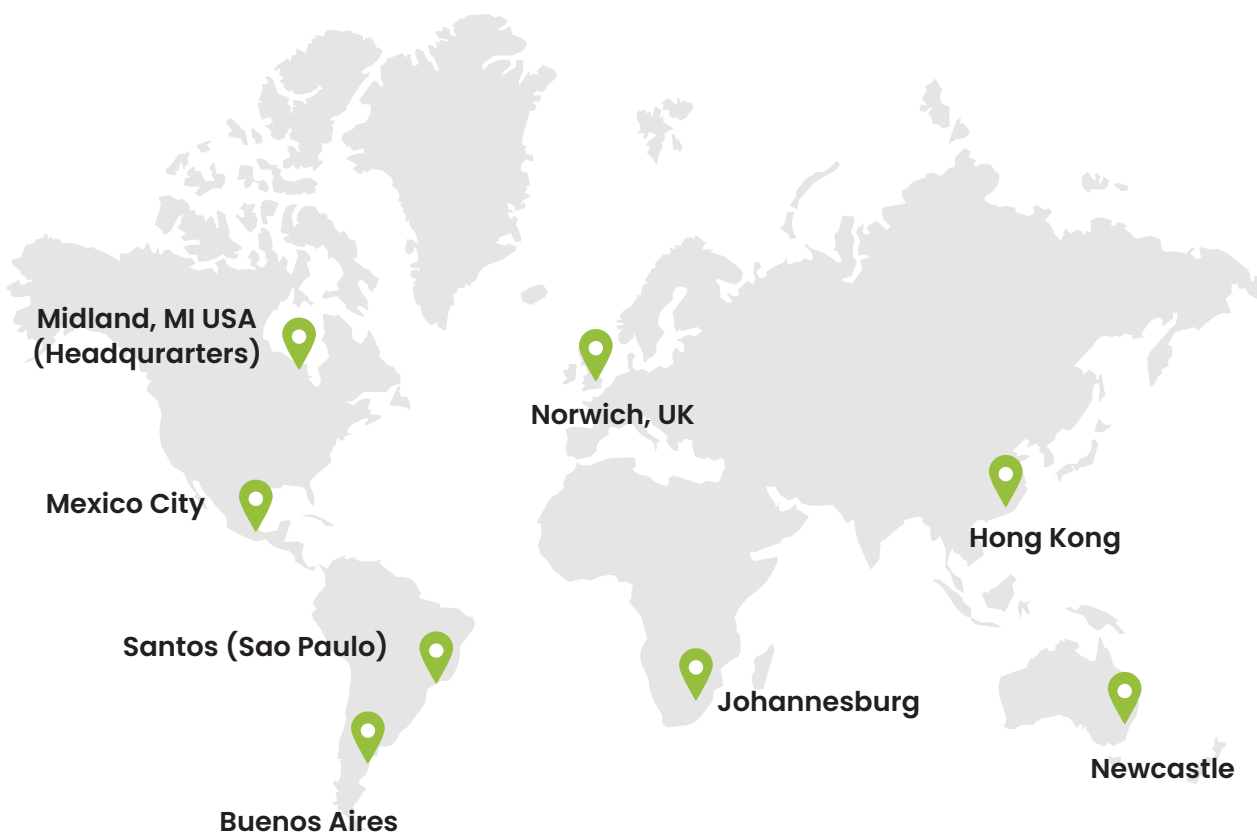 Midland, MI USA
(Headqurarters)
Norwich, UK
Mexico City
Hong Kong
Santos (Sao Paulo)
Johannesburg
Newcastle
Buenos Aires